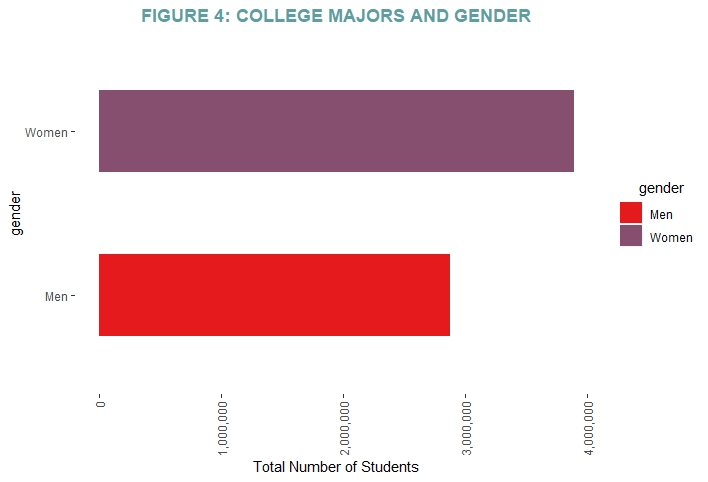 FIGURE 4: COLLEGE MAJORS AND GENDER
gender
Women
Men
0
1,000,000
2,000,000
3,000,000
4,000,000
Total Number of Students
gender
Men
Women